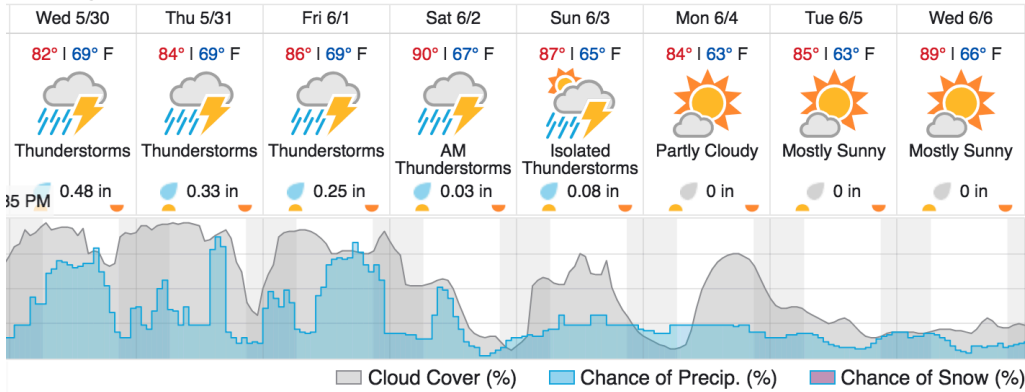 Wed 5/30 Thu 5/31 Fri 6/1 Sat 6/2 Sun 6/3 Mon 6/4 Tue 6/5 Wed 6/6
82° | 69° F 84° | 69° F 86° | 69° F 90° | 67° F 87° | 65° F 84° | 63° F 85° | 63° F 89° | 66° F
Thunderstorms Thunderstorms Thunderstorms AM Isolated Partly Cloudy Mostly Sunny Mostly Sunny
Thunderstorms Thunderstorms
0.48 in 0.33 in 0.25 in 0.03 in 0.08 in 0 in 0 in 0 in
35 PM
Cloud Cover (%) Chance of Precip. (%) Chance of Snow (%)